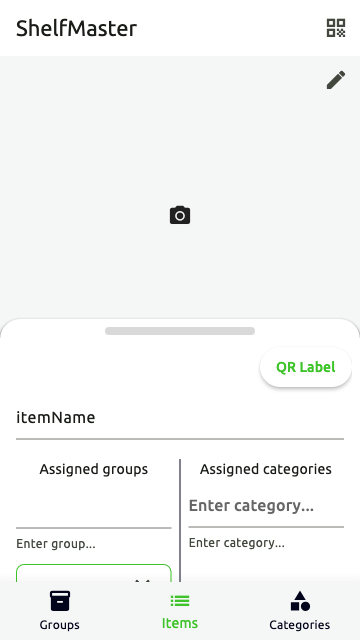 ShelfMaster
QR Label
itemName
Assigned groups
Assigned categories
Enter category...
Enter group...
Enter category...
Groups
Items
Categories